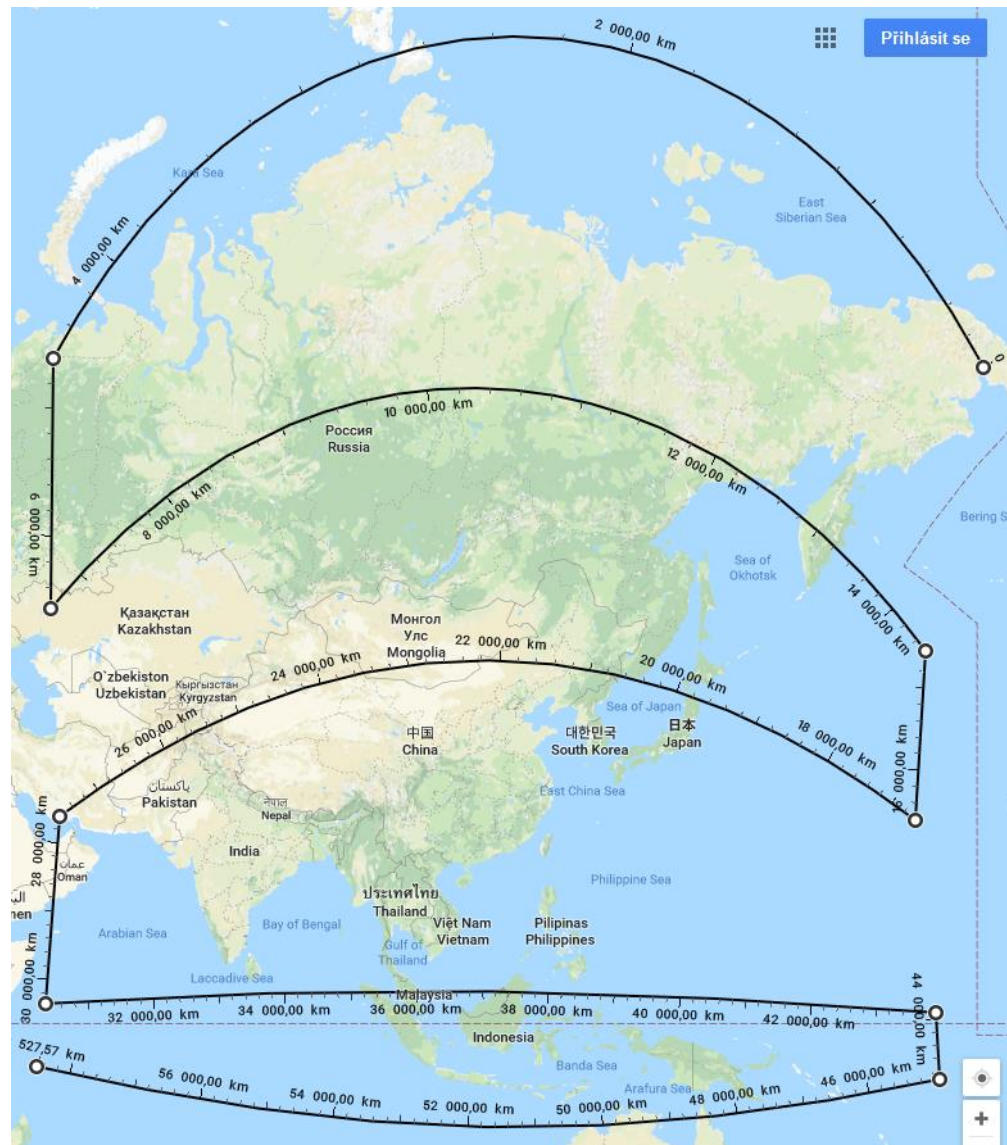 2 000,00 km
Přihlásit se
Kara Sea
East
Siberian Sea
4 000,00 km
0
Россия
Russia
10 000,00 km
12 000,00 km
8 000,00 km
6 000,00 km
Bering S
Sea of
Okhotsk
14 000,00 km
Қазақстан
Kazakhstan
Монгол
Улс
Mongolia
22 000,00 km
24 000,00 km
20 000,00 km
Oʻzbekiston
Uzbekistan
Кыргызстан
Kyrgyzstan
26 000,00 km
Sea of Japan
18 000,00 km
16 000,00 km
中国
China
대한민국
South Korea
日本
Japan
پاکستان
Pakistan
नेपाल
Nepal
East China Sea
28 000,00 km
India
عمان
Oman
men
Philippine Sea
ประเทศไทย
Thailand
Arabian Sea
Bay of Bengal
Việt Nam
Vietnam
Pilipinas
Philippines
Gulf of
Thailand
Laccadive Sea
30 000,00 km
Malaysia
44 000,00 km
32 000,00 km
34 000,00 km
36 000,00 km
38 000,00 km
40 000,00 km
42 000,00 km
Indonesia
527,57 km
Banda Sea
Arafura Sea
56 000,00 km
54 000,00 km
52 000,00 km
50 000,00 km
48 000,00 km
46 000,00 km